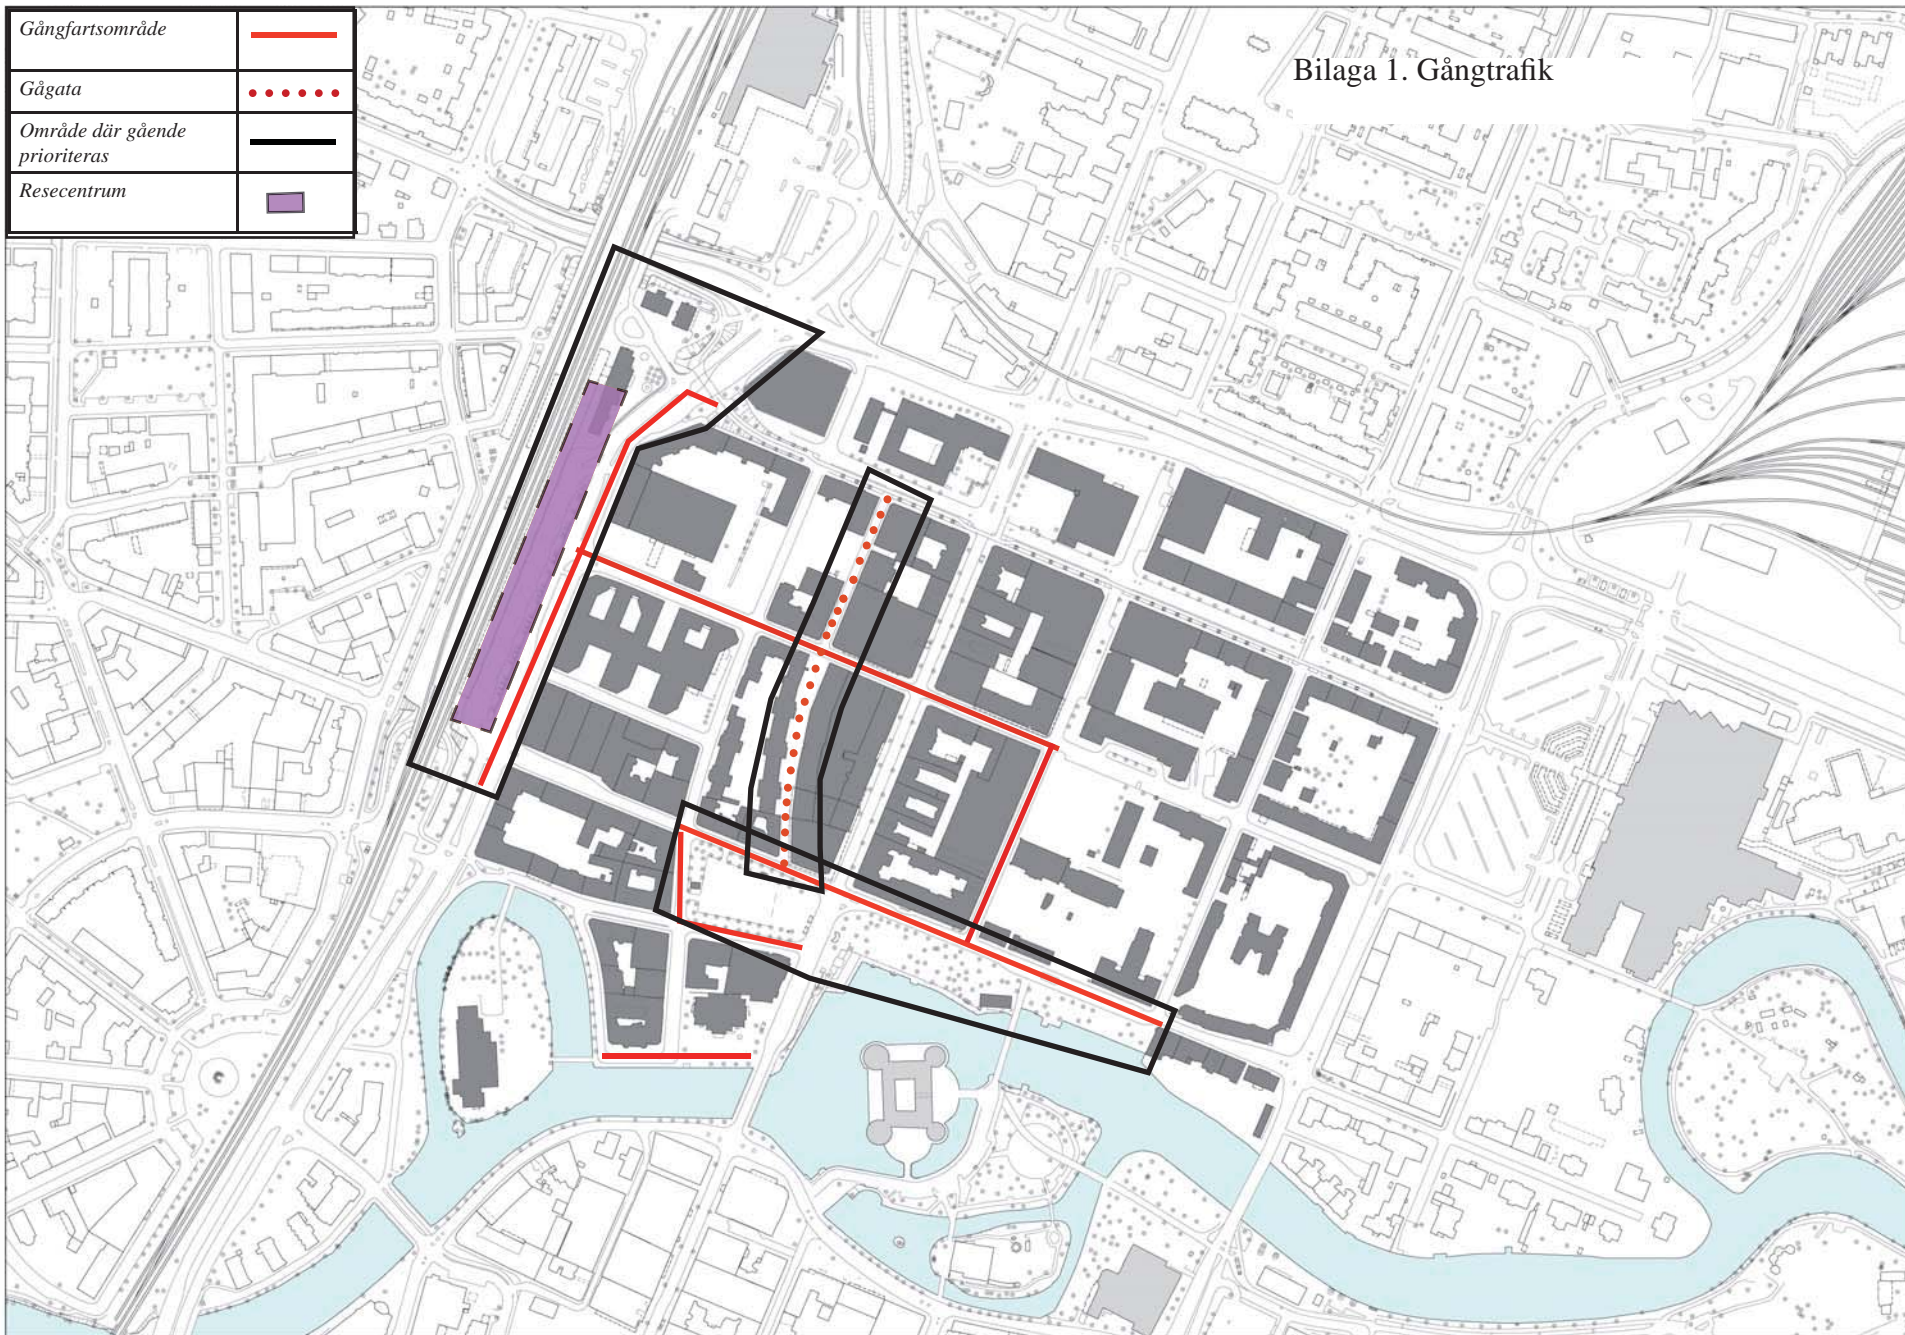 Gångfartsområde
Gågata
Område där gående
prioriteras
Resecentrum
Bilaga 1. Gångtrafik